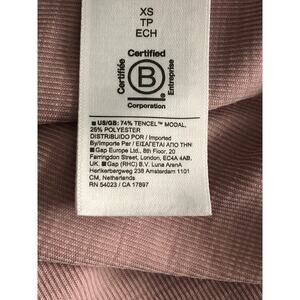 XS
TP
ECH
Certified
Certifiée
B
Entreprise
Corporation
■ US/GB: 74% TENCEL™ MODAL,
26% POLYESTER
DISTRIBUIDO POR / Imported
By/Importe Par / ΕΙΣΑΓΕΤΑΙ ΑΠΟ ΤΗΝ
■ Gap Europe Ltd., 8th Floor, 20
Farringdon Street, London, EC4A 4AB,
UK. ■ Gap (RHC) B.V. Luna ArenA
Herikerbergweg 238 Amsterdam 1101
CM, Netherlands
RN 54023 / CA 17897